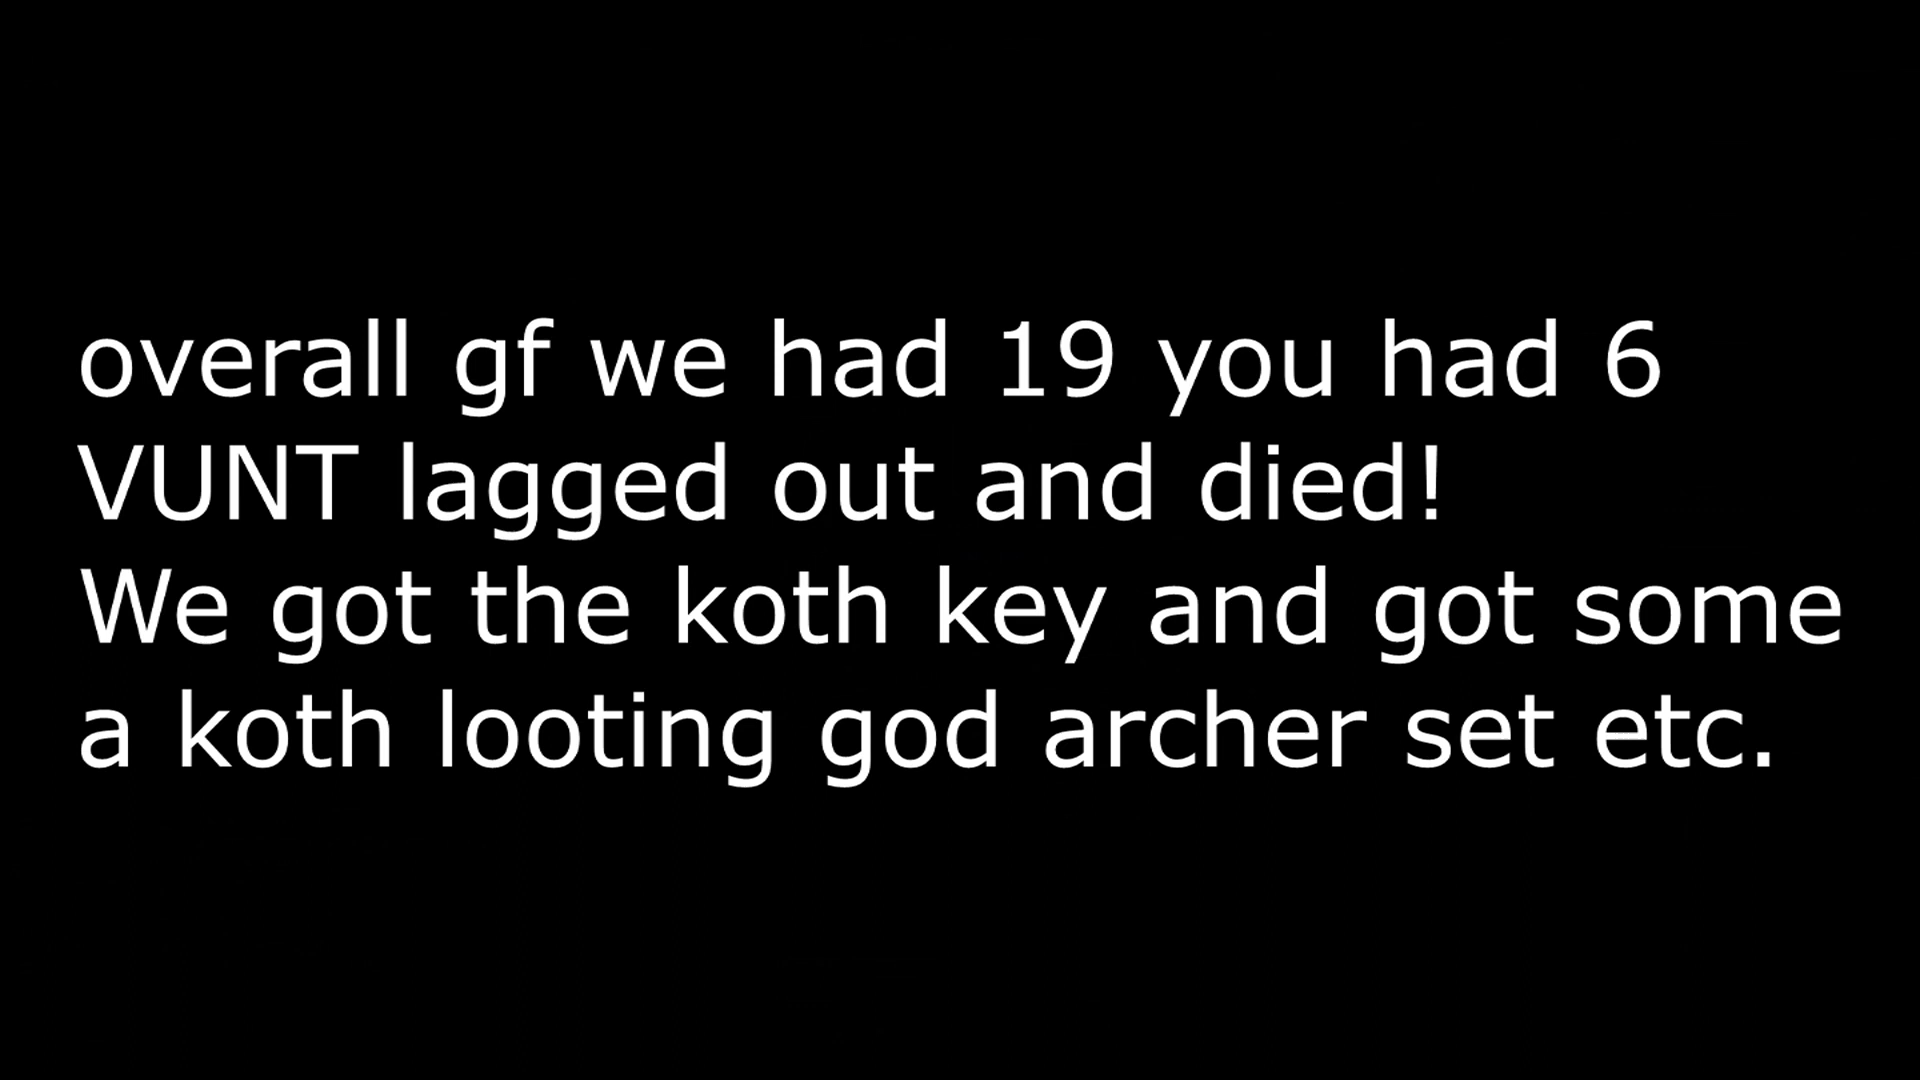 overall gf we had 19 you had 6
VUNT lagged out and died!
We got the koth key and got some
a koth looting god archer set etc.